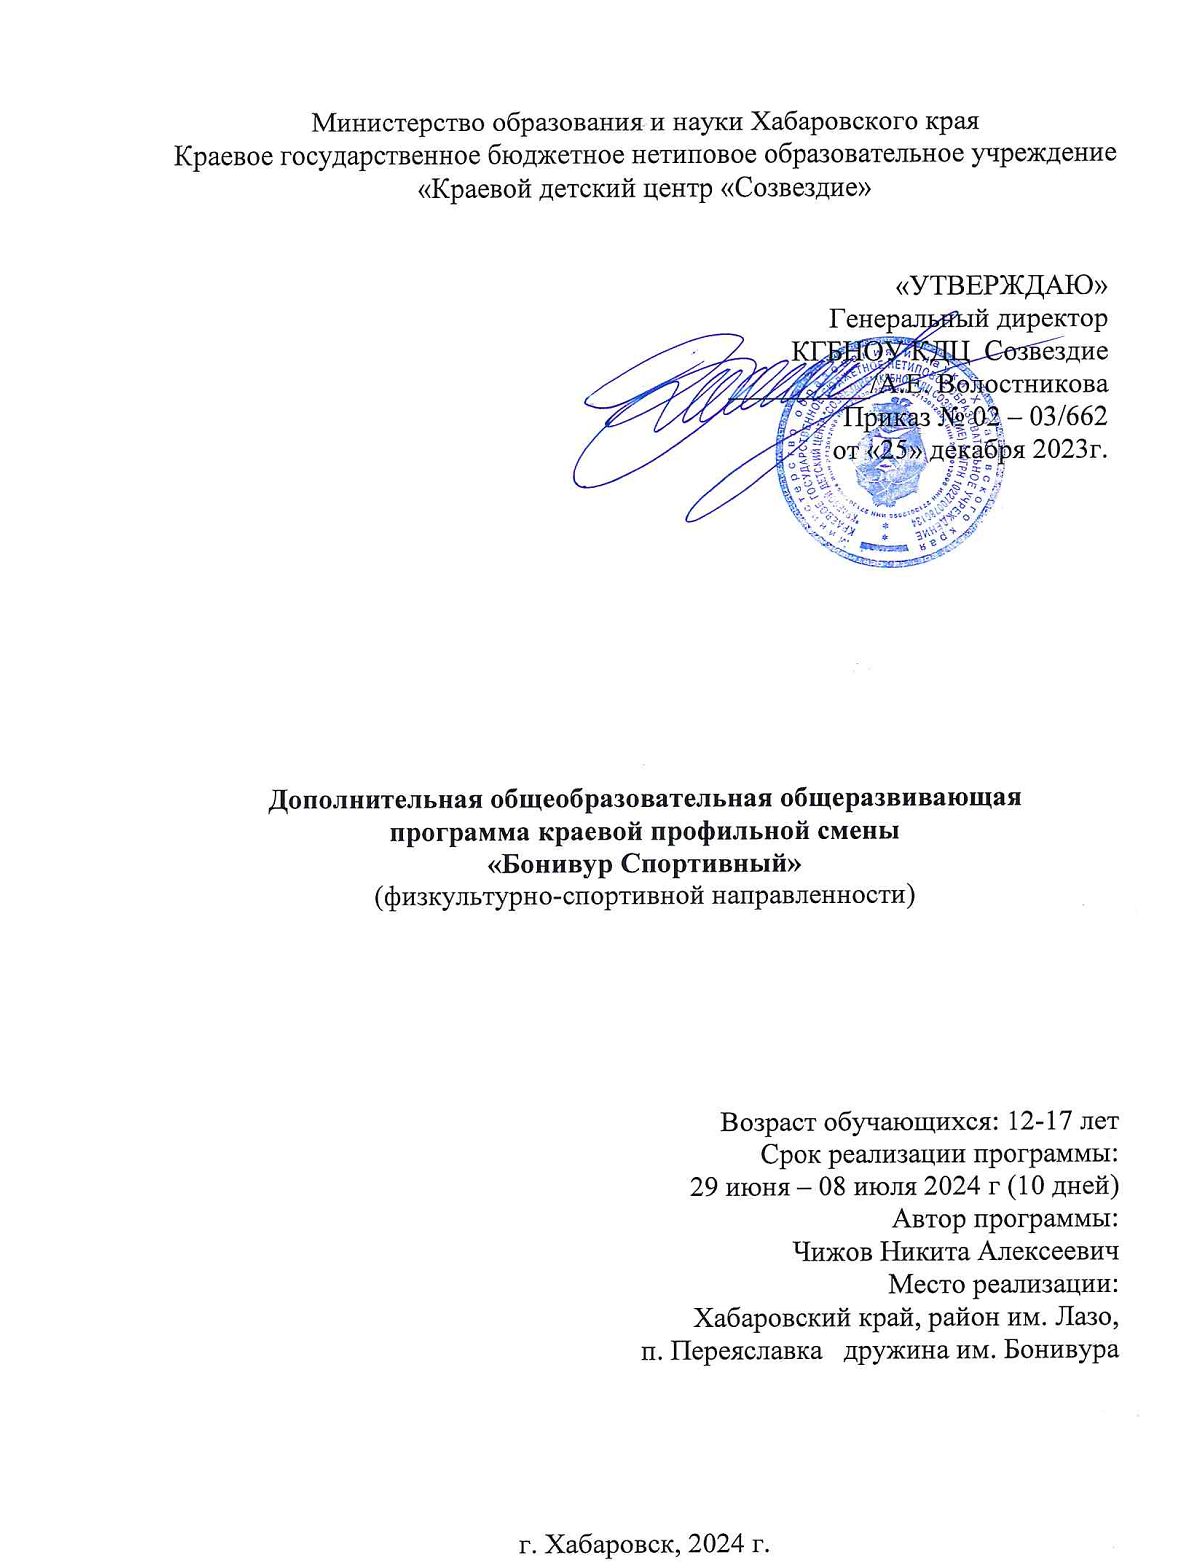 Министерство образования и науки Хабаровского края
Краевое государственное бюджетное нетиповое образовательное учреждение
«Краевой детский центр «Созвездие»
«УТВЕРЖДАЮ»
Генеральный директор
КГБНОУ КДЦ Созвездие
/А.Е. Волостникова
Приказ № 02 – 03/662
от «25» декабря 2023г.
Дополнительная общеобразовательная общеразвивающая
программа краевой профильной смены
«Бонивур Спортивный»
(физкультурно-спортивной направленности)
Возраст обучающихся: 12-17 лет
Срок реализации программы:
29 июня – 08 июля 2024 г (10 дней)
Автор программы:
Чижов Никита Алексеевич
Место реализации:
Хабаровский край, район им. Лазо,
п. Переяславка дружина им. Бонивура
г. Хабаровск, 2024 г.